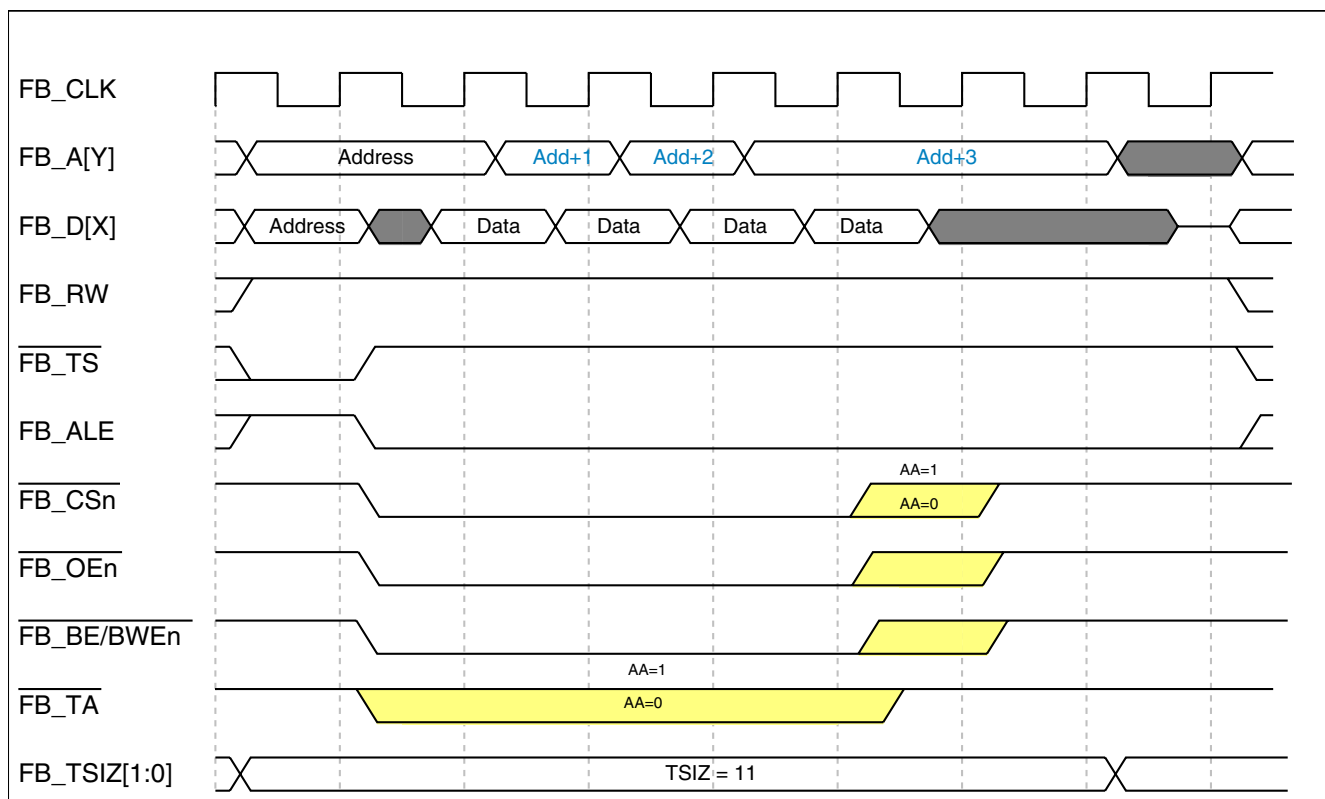 FB_CLK
FB_A[Y] Address Add+1 Add+2 Add+3
FB_D[X] Address Data Data Data Data
FB_RW
FB_TS
FB_ALE
AA=1
FB_CSn AA=0
FB_OEn
FB_BE/BWEn
AA=1
FB_TA AA=0
FB_TSIZ[1:0] TSIZ = 11